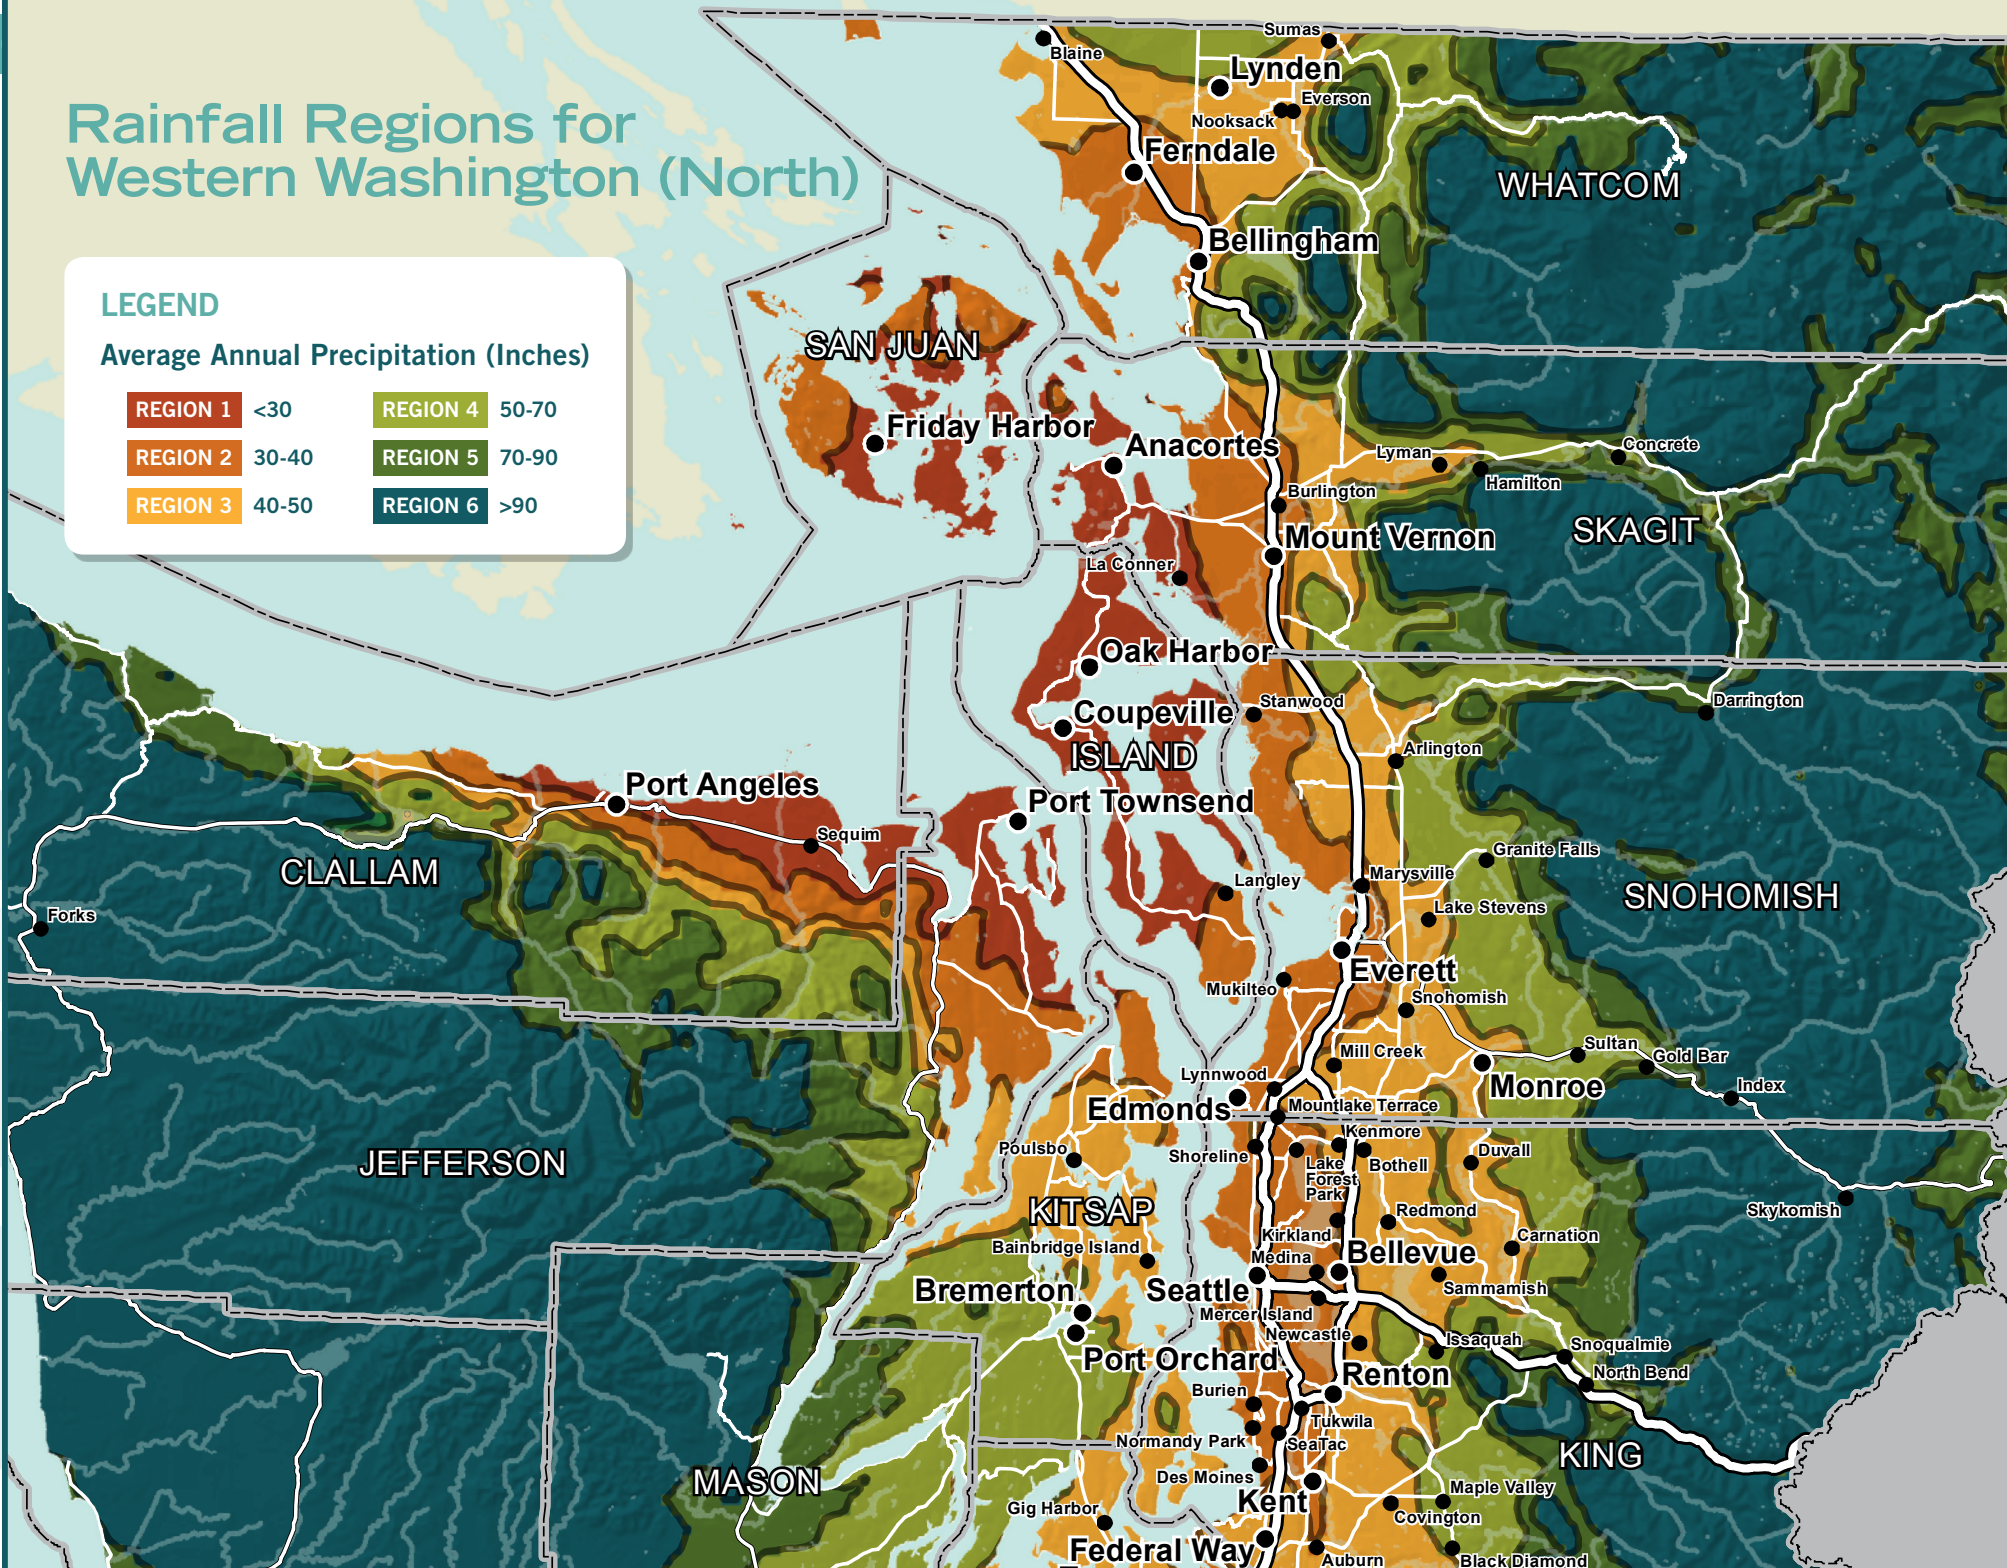 Rainfall Regions for
Western Washington (North)
LEGEND
Average Annual Precipitation (Inches)
REGION 1 <30
REGION 4 50-70
REGION 2 30-40
REGION 5 70-90
REGION 3 40-50
REGION 6 >90
Sumas
Blaine
Lynden
Everson
Nooksack
Ferndale
WHATCOM
Bellingham
SAN JUAN
Friday Harbor
Anacortes
Lyman
Concrete
Hamilton
Burlington
SKAGIT
Mount Vernon
La Conner
Oak Harbor
Stanwood
Darrington
Coupeville
ISLAND
Arlington
Port Angeles
Port Townsend
Sequim
Granite Falls
CLALLAM
Marysville
Langley
SNOHOMISH
Lake Stevens
Forks
Everett
Mukilteo
Snohomish
Sultan
Mill Creek
Gold Bar
Lynnwood
Monroe
Index
Edmonds
Mountlake Terrace
Kenmore
Poulsbo
Shoreline
Lake
Forest
Park
Bothell
Duvall
JEFFERSON
KITSAP
Redmond
Skykomish
Kirkland
Carnation
Bainbridge Island
Medina
Bellevue
Bremerton
Seattle
Sammamish
Mercer Island
Newcastle
Issaquah
Snoqualmie
Port Orchard
Renton
North Bend
Burien
Tukwila
Normandy Park
SeaTac
KING
MASON
Des Moines
Kent
Maple Valley
Gig Harbor
Covington
Federal Way
Auburn
Black Diamond